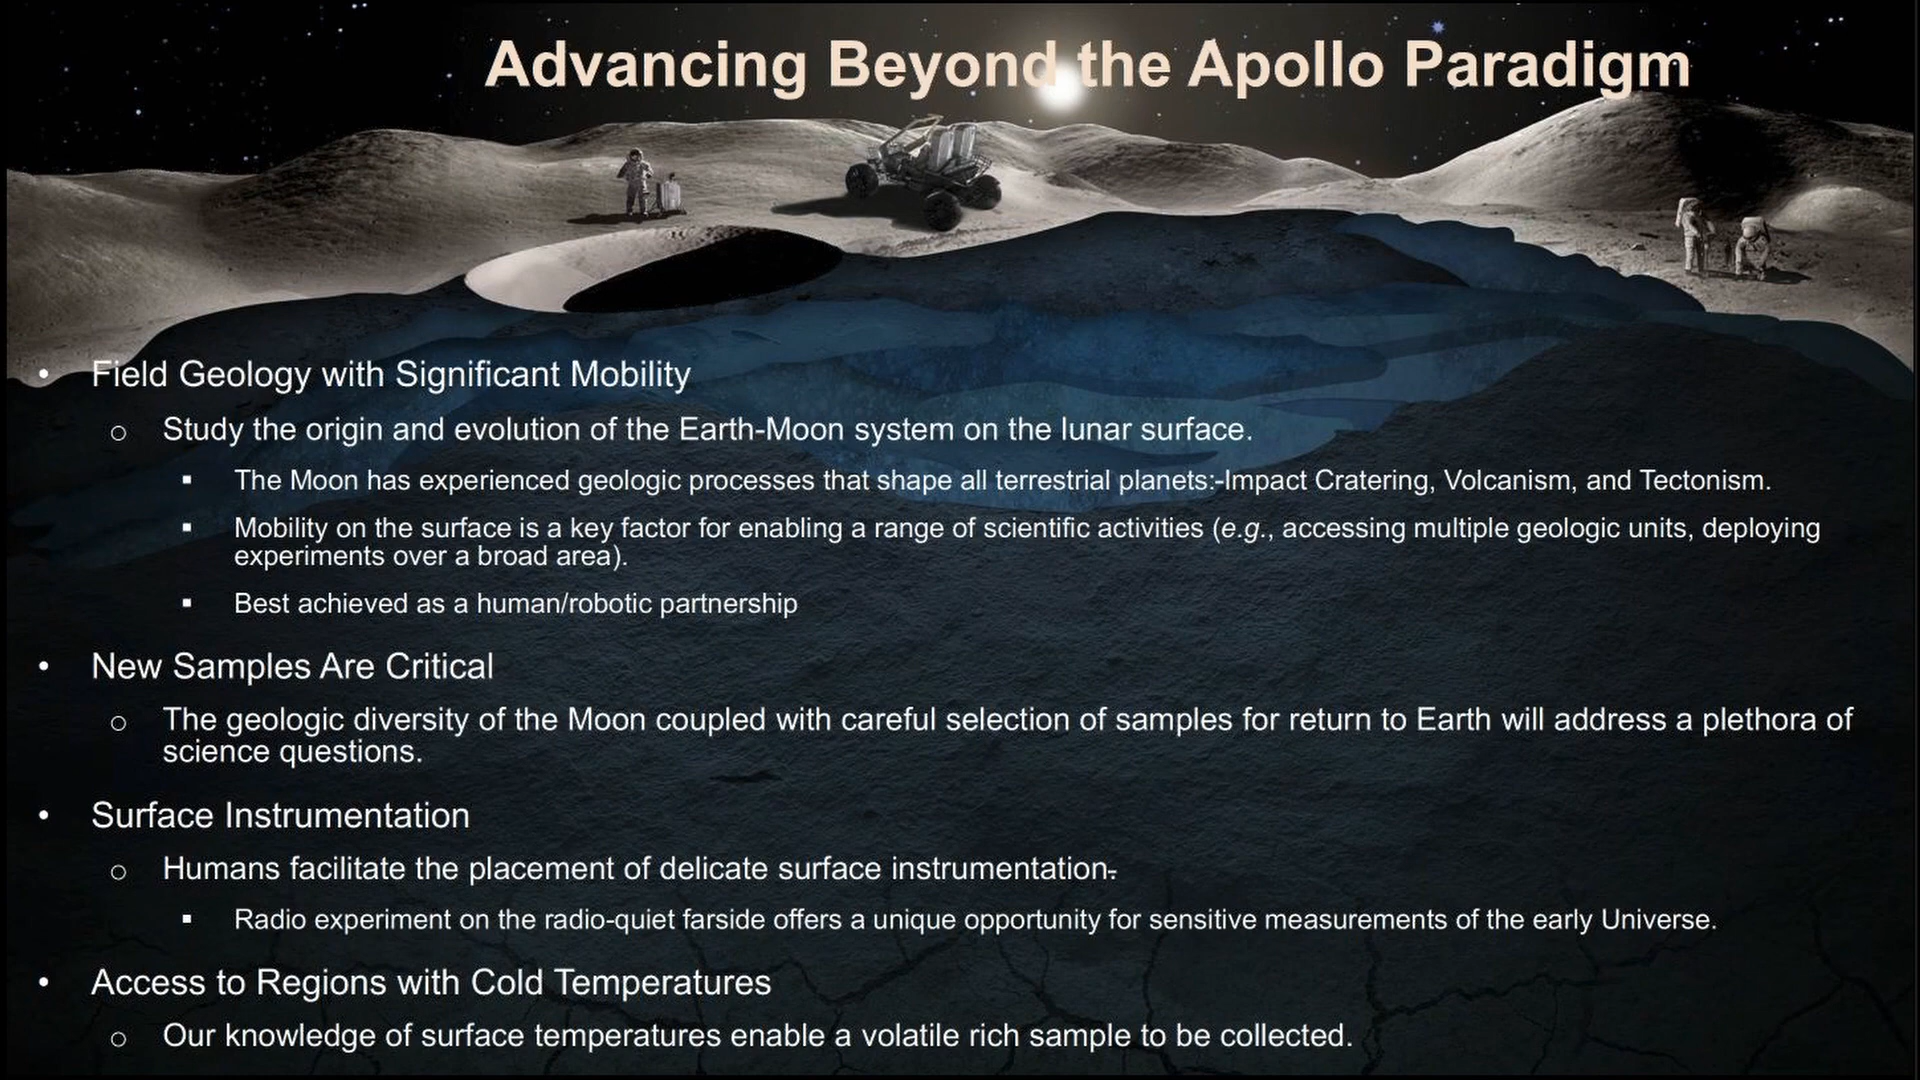 Advancing Beyond the Apollo Paradigm
• Field Geology with Significant Mobility
o Study the origin and evolution of the Earth-Moon system on the lunar surface.
▪ The Moon has experienced geologic processes that shape all terrestrial planets:-Impact Cratering, Volcanism, and Tectonism.
▪ Mobility on the surface is a key factor for enabling a range of scientific activities (e.g., accessing multiple geologic units, deploying
experiments over a broad area).
▪ Best achieved as a human/robotic partnership
• New Samples Are Critical
o The geologic diversity of the Moon coupled with careful selection of samples for return to Earth will address a plethora of
science questions.
• Surface Instrumentation
o Humans facilitate the placement of delicate surface instrumentation.
▪ Radio experiment on the radio-quiet farside offers a unique opportunity for sensitive measurements of the early Universe.
• Access to Regions with Cold Temperatures
o Our knowledge of surface temperatures enable a volatile rich sample to be collected.